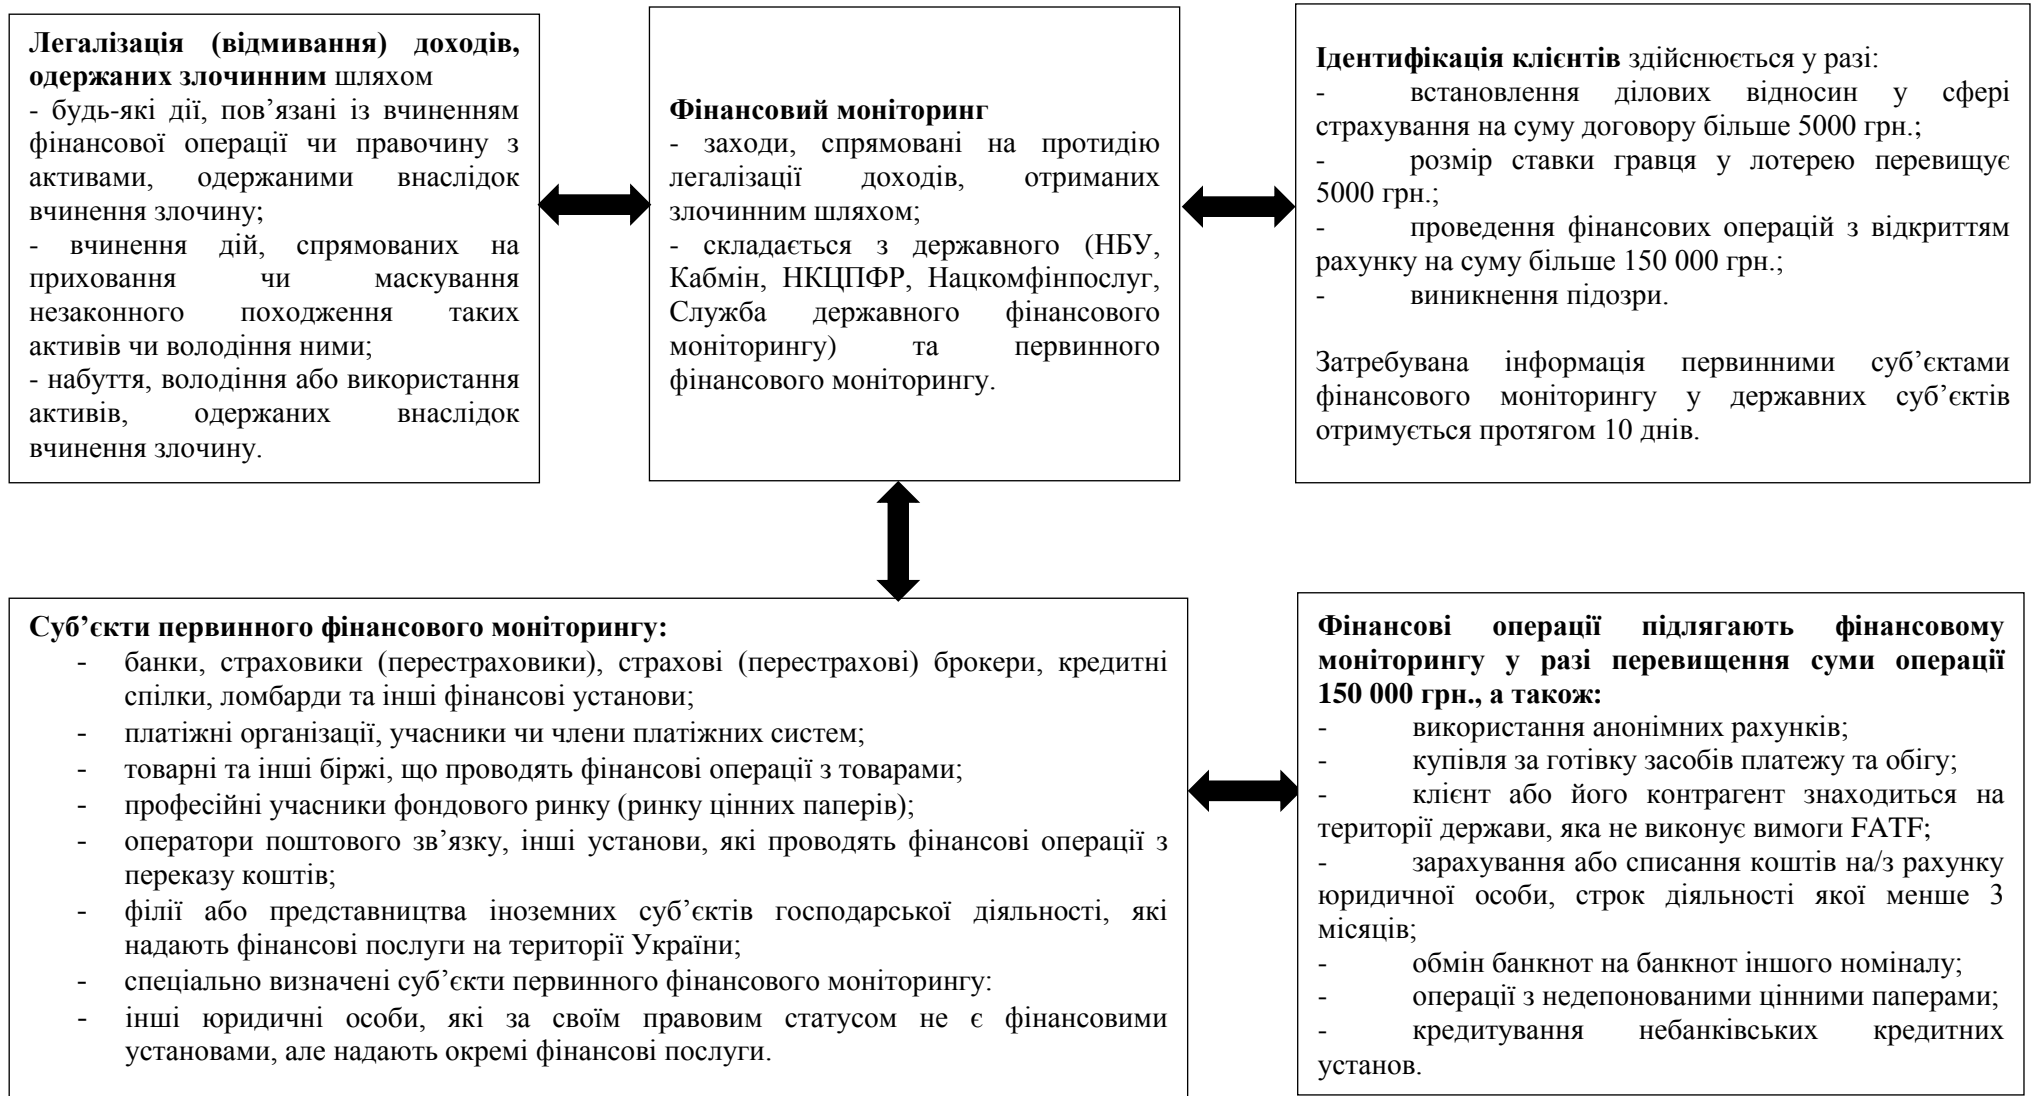 Легалізація (відмивання) доходів,
одержаних злочинним шляхом
- будь-які дії, пов’язані із вчиненням
фінансової операції чи правочину з
активами, одержаними внаслідок
вчинення злочину;
- вчинення дій, спрямованих на
приховання чи маскування
незаконного походження таких
активів чи володіння ними;
- набуття, володіння або використання
активів, одержаних внаслідок
вчинення злочину.
Фінансовий моніторинг
- заходи, спрямовані на протидію
легалізації доходів, отриманих
злочинним шляхом;
- складається з державного (НБУ,
Кабмін, НКЦПФР, Нацкомфінпослуг,
Служба державного фінансового
моніторингу) та первинного
фінансового моніторингу.
Ідентифікація клієнтів здійснюється у разі:
- встановлення ділових відносин у сфері
страхування на суму договору більше 5000 грн.;
- розмір ставки гравця у лотерею перевищує
5000 грн.;
- проведення фінансових операцій з відкриттям
рахунку на суму більше 150 000 грн.;
- виникнення підозри.
Затребувана інформація первинними суб’єктами
фінансового моніторингу у державних суб’єктів
отримується протягом 10 днів.
Суб’єкти первинного фінансового моніторингу:
- банки, страховики (перестраховики), страхові (перестрахові) брокери, кредитні
спілки, ломбарди та інші фінансові установи;
- платіжні організації, учасники чи члени платіжних систем;
- товарні та інші біржі, що проводять фінансові операції з товарами;
- професійні учасники фондового ринку (ринку цінних паперів);
- оператори поштового зв’язку, інші установи, які проводять фінансові операції з
переказу коштів;
- філії або представництва іноземних суб’єктів господарської діяльності, які
надають фінансові послуги на території України;
- спеціально визначені суб’єкти первинного фінансового моніторингу:
- інші юридичні особи, які за своїм правовим статусом не є фінансовими
установами, але надають окремі фінансові послуги.
Фінансові операції підлягають фінансовому
моніторингу у разі перевищення суми операції
150 000 грн., а також:
- використання анонімних рахунків;
- купівля за готівку засобів платежу та обігу;
- клієнт або його контрагент знаходиться на
території держави, яка не виконує вимоги FATF;
- зарахування або списання коштів на/з рахунку
юридичної особи, строк діяльності якої менше 3
місяців;
- обмін банкнот на банкнот іншого номіналу;
- операції з недепонованими цінними паперами;
- кредитування небанківських кредитних
установ.